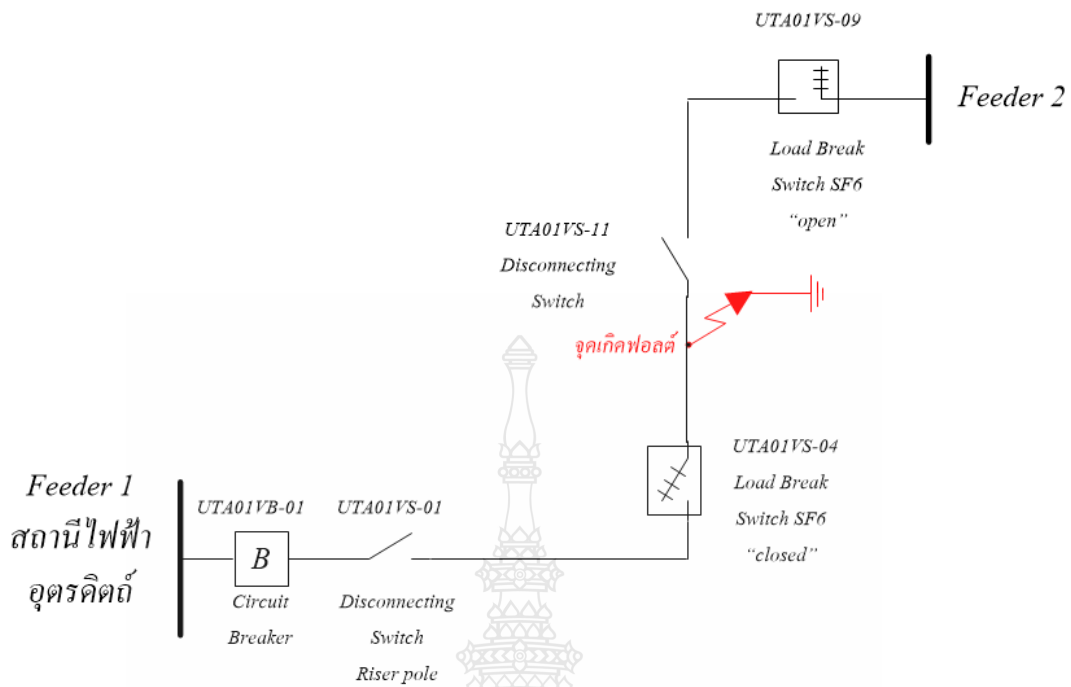 UTA01VS-09
Feeder 2
Load Break
Switch SF6
“open”
UTA01VS-11
Disconnecting
Switch
จุดเกิดฟอลต์
UTA01VS-04
Load Break
Switch SF6
“closed”
Feeder 1
สถานีไฟฟ้า
อุตรดิตถ์
UTA01VB-01
B
Circuit
Breaker
UTA01VS-01
Disconnecting
Switch
Riser pole